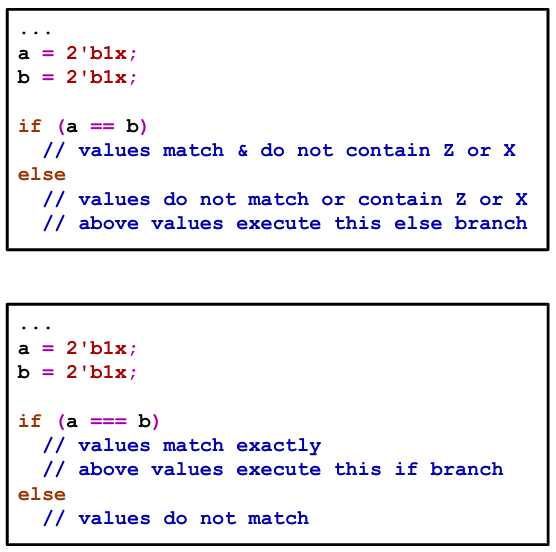 ...
a = 2'b1x;
b = 2'b1x;
if (a == b)
// values match & do not contain Z or X
else
// values do not match or contain Z or X
// above values execute this else branch
...
a = 2'b1x;
b = 2'b1x;
if (a === b)
// values match exactly
// above values execute this if branch
else
// values do not match